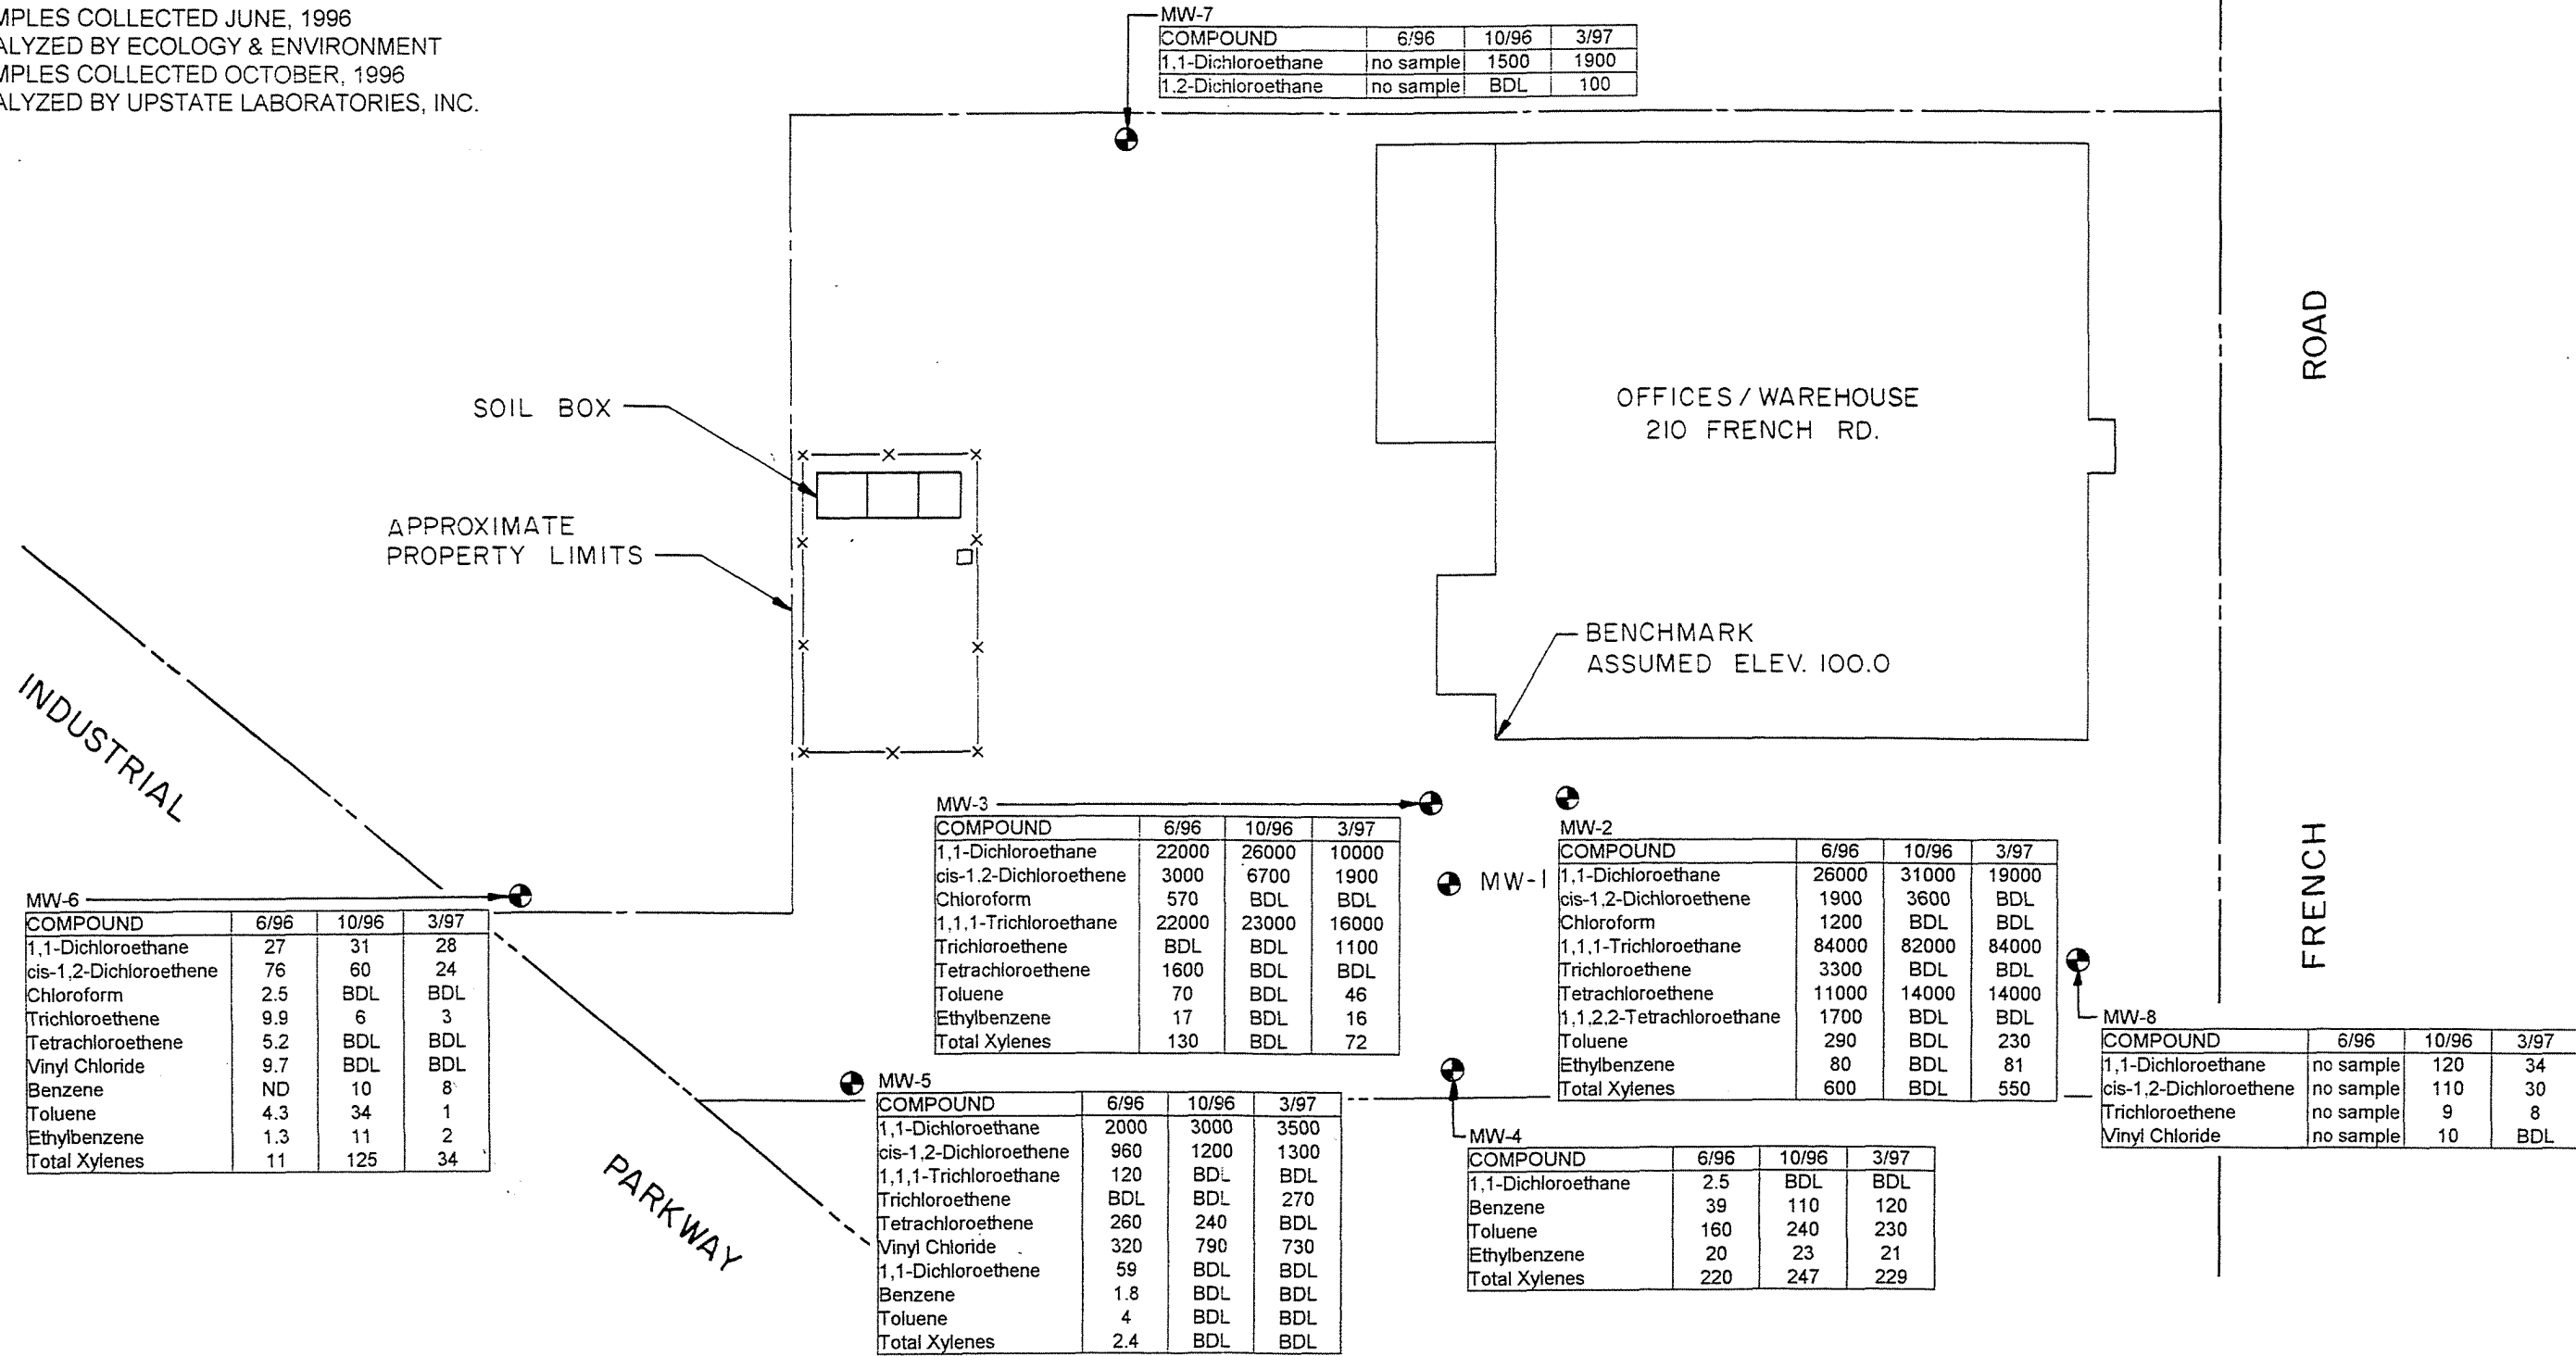 MPLES COLLECTED JUNE, 1996
ALYZED BY ECOLOGY & ENVIRONMENT
MPLES COLLECTED OCTOBER, 1996
ALYZED BY UPSTATE LABORATORIES, INC.
MW-7
COMPOUND 6/96 10/96 3/97
1,1-Dichloroethane no sample 1500 1900
1,2-Dichloroethane no sample BDL 100
SOIL BOX
APPROXIMATE
PROPERTY LIMITS
OFFICES / WAREHOUSE
210 FRENCH RD.
BENCHMARK
ASSUMED ELEV. 100.0
FRENCH ROAD
INDUSTRIAL
PARKWAY
MW-3
COMPOUND 6/96 10/96 3/97
1,1-Dichloroethane 22000 26000 10000
cis-1,2-Dichloroethene 3000 6700 1900
Chloroform 570 BDL BDL
1,1,1-Trichloroethane 22000 23000 16000
Trichloroethene BDL BDL 1100
Tetrachloroethene 1600 BDL BDL
Toluene 70 BDL 46
Ethylbenzene 17 BDL 16
Total Xylenes 130 BDL 72
MW-1
MW-2
COMPOUND 6/96 10/96 3/97
1,1-Dichloroethane 26000 31000 19000
cis-1,2-Dichloroethene 1900 3600 BDL
Chloroform 1200 BDL BDL
1,1,1-Trichloroethane 84000 82000 84000
Trichloroethene 3300 BDL BDL
Tetrachloroethene 11000 14000 14000
1,1,2,2-Tetrachloroethane 1700 BDL BDL
Toluene 290 BDL 230
Ethylbenzene 80 BDL 81
Total Xylenes 600 BDL 550
MW-6
COMPOUND 6/96 10/96 3/97
1,1-Dichloroethane 27 31 28
cis-1,2-Dichloroethene 76 60 24
Chloroform 2.5 BDL BDL
Trichloroethene 9.9 6 3
Tetrachloroethene 5.2 BDL BDL
Vinyl Chloride 9.7 BDL BDL
Benzene ND 10 8
Toluene 4.3 34 1
Ethylbenzene 1.3 11 2
Total Xylenes 11 125 34
MW-5
COMPOUND 6/96 10/96 3/97
1,1-Dichloroethane 2000 3000 3500
cis-1,2-Dichloroethene 960 1200 1300
1,1,1-Trichloroethane 120 BDL BDL
Trichloroethene BDL BDL 270
Tetrachloroethene 260 240 BDL
Vinyl Chloride 320 790 730
1,1-Dichloroethene 59 BDL BDL
Benzene 1.8 BDL BDL
Toluene 4 BDL BDL
Total Xylenes 2.4 BDL BDL
MW-4
COMPOUND 6/96 10/96 3/97
1,1-Dichloroethane 2.5 BDL BDL
Benzene 39 110 120
Toluene 160 240 230
Ethylbenzene 20 23 21
Total Xylenes 220 247 229
MW-8
COMPOUND 6/96 10/96 3/97
1,1-Dichloroethane no sample 120 34
cis-1,2-Dichloroethene no sample 110 30
Trichloroethene no sample 9 8
Vinyl Chloride no sample 10 BDL